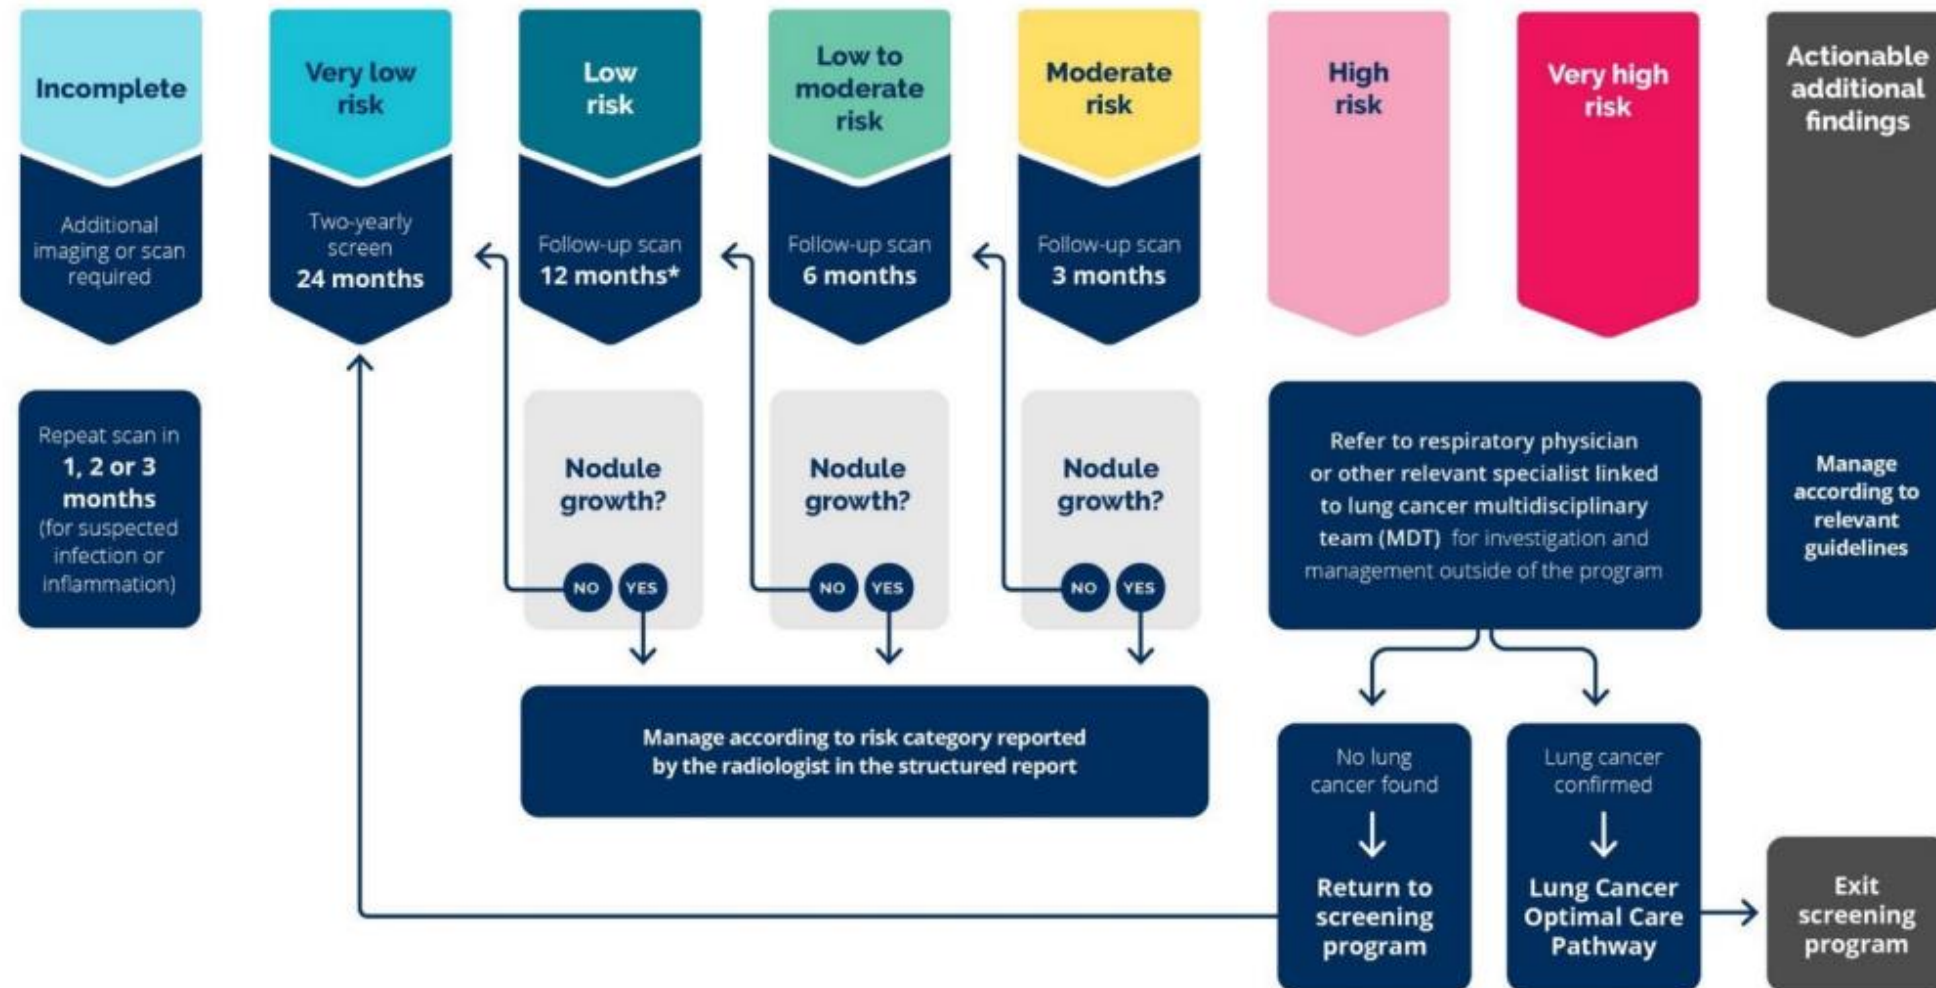 Incomplete
Additional
imaging or scan
required
Repeat scan in
1, 2 or 3
months
(for suspected
infection or
inflammation)
Very low
risk
Two-yearly
screen
24 months
Low
risk
Follow-up scan
12 months*
Nodule
growth?
NO YES
Low to
moderate
risk
Follow-up scan
6 months
Nodule
growth?
NO YES
Moderate
risk
Follow-up scan
3 months
Nodule
growth?
NO YES
Manage according to risk category reported
by the radiologist in the structured report
High
risk
Very high
risk
Refer to respiratory physician
or other relevant specialist linked
to lung cancer multidisciplinary
team (MDT) for investigation and
management outside of the program
No lung
cancer found
Return to
screening
program
Lung cancer
confirmed
Lung Cancer
Optimal Care
Pathway
Actionable
additional
findings
Manage
according to
relevant
guidelines
Exit
screening
program